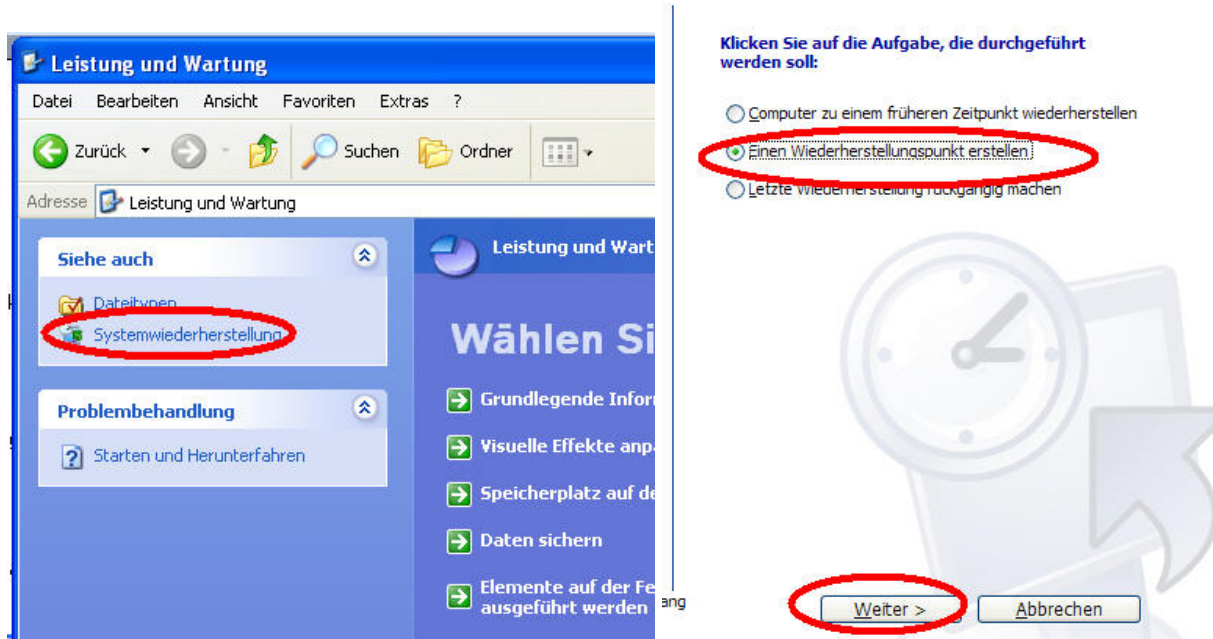 Leistung und Wartung
Datei Bearbeiten Ansicht Favoriten Extras ?
Zurück Suchen Ordner
Adresse Leistung und Wartung
Siehe auch
Dateitypen
Systemwiederherstellung
Problembehandlung
Starten und Herunterfahren
Leistung und Wart
Wählen Si
Grundlegende Infor
Visuelle Effekte anp
Speicherplatz auf de
Daten sichern
Elemente auf der Fe
ausgeführt werden
ang
Klicken Sie auf die Aufgabe, die durchgeführt
werden soll:
Computer zu einem früheren Zeitpunkt wiederherstellen
Einen Wiederherstellungspunkt erstellen
Letzte Wiederherstellung rückgängig machen
Weiter > Abbrechen